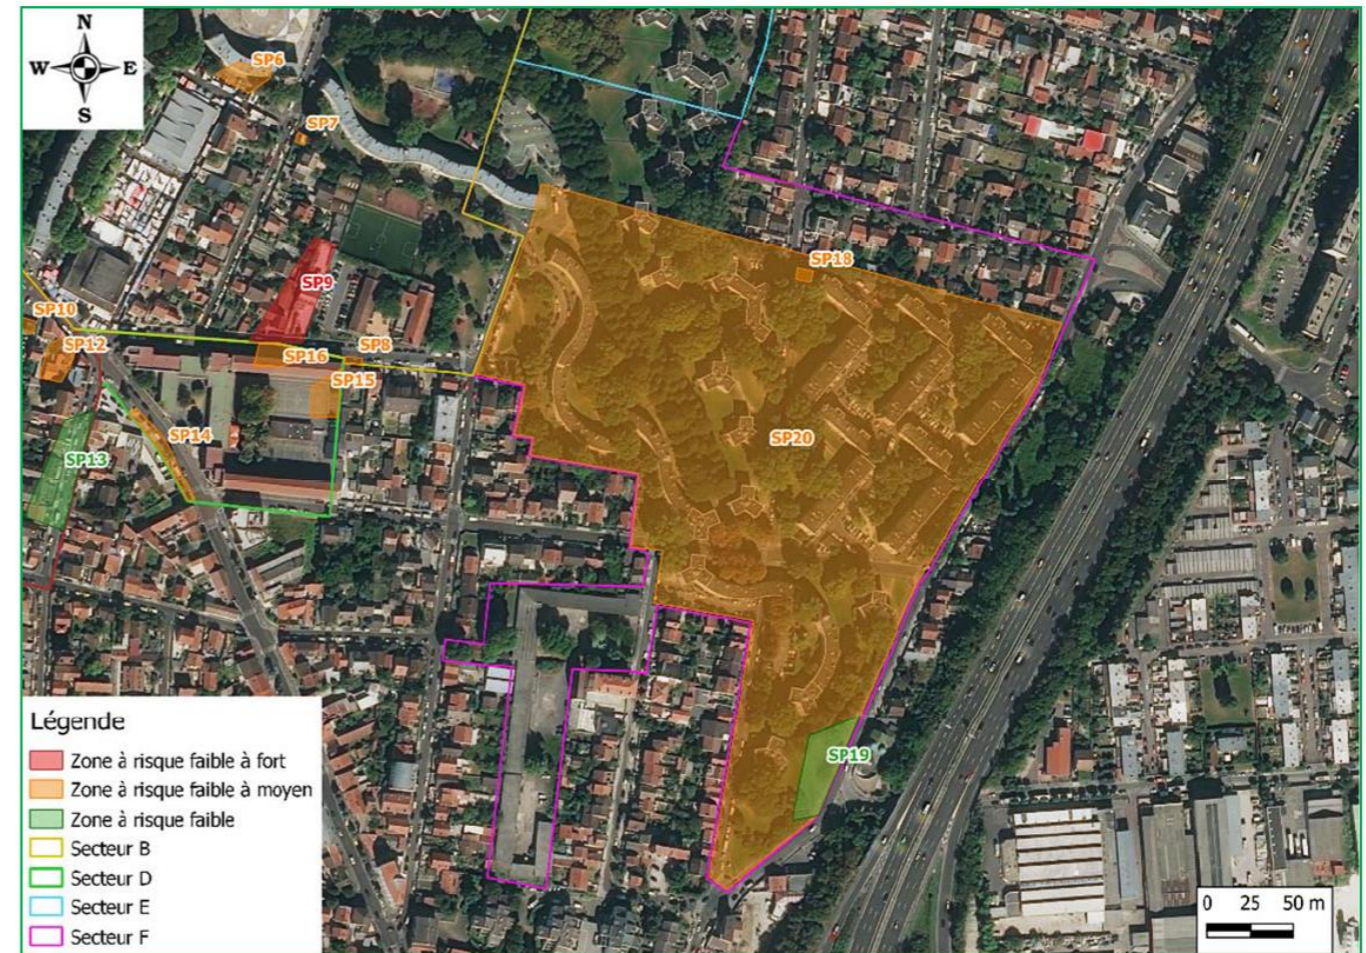 N
W E
S
SP6
SP7
SP9
SP18
SP10
SP12
SP16
SP8
SP15
SP14
SP20
SP13
SP19
Légende
Zone à risque faible à fort
Zone à risque faible à moyen
Zone à risque faible
Secteur B
Secteur D
Secteur E
Secteur F
0 25 50 m